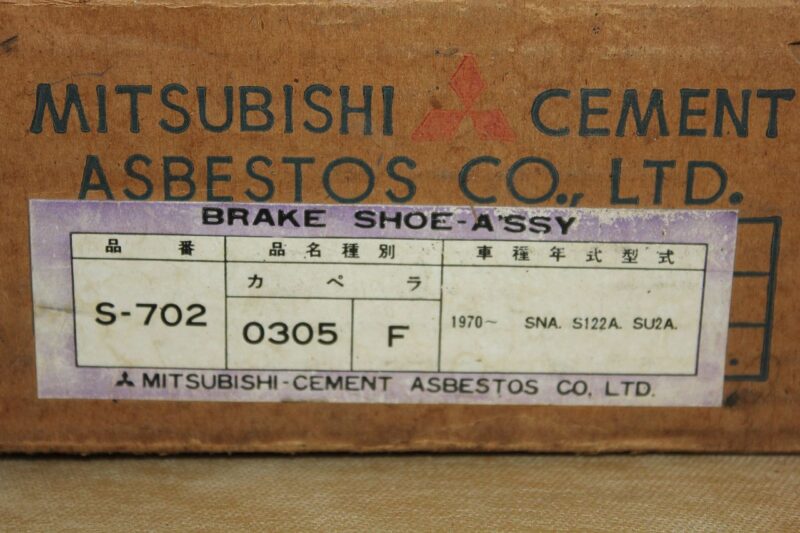 MITSUBISHI CEMENT
ASBESTOS CO., LTD.
BRAKE SHOE-A'SSY
品番 品名種別 車種年式型式
S-702 カペラ
0305 F 1970~ SNA. S122A. SU2A.
MITSUBISHI-CEMENT ASBESTOS CO, LTD.